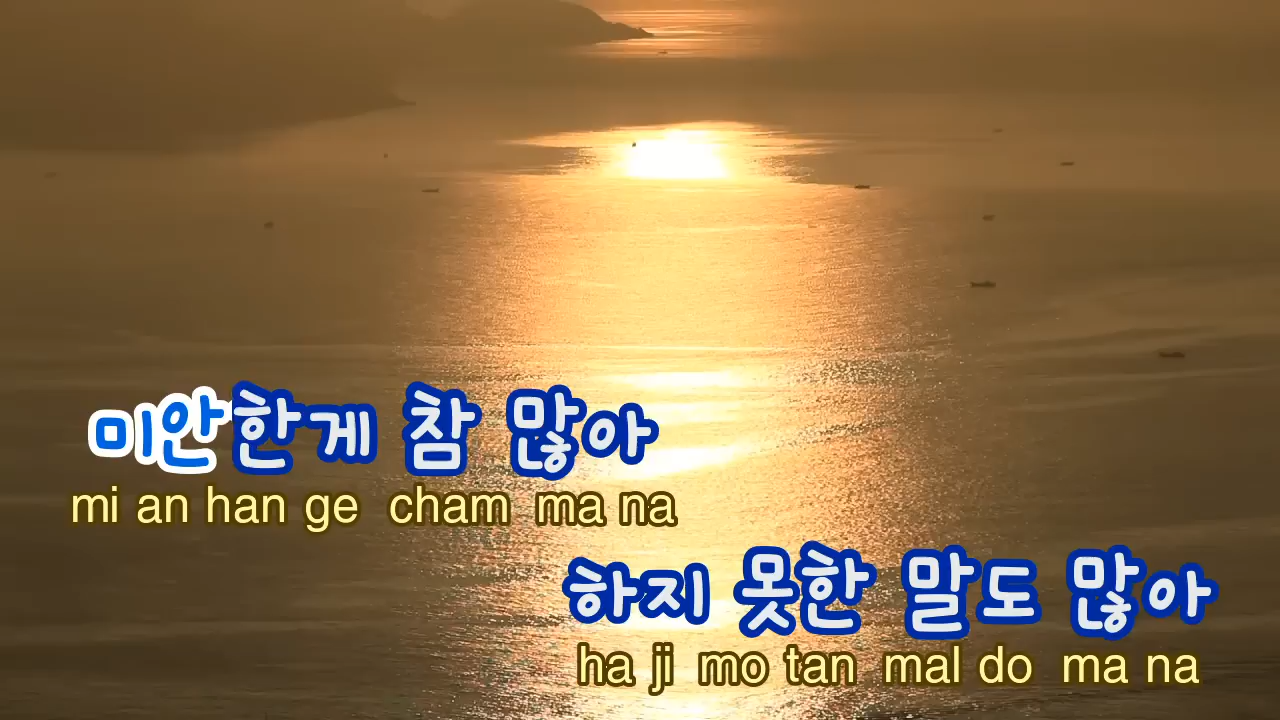 미안한게 참 많아
mi an han ge cham ma na
하지 못한 말도 많아
ha ji mo tan mal do ma na